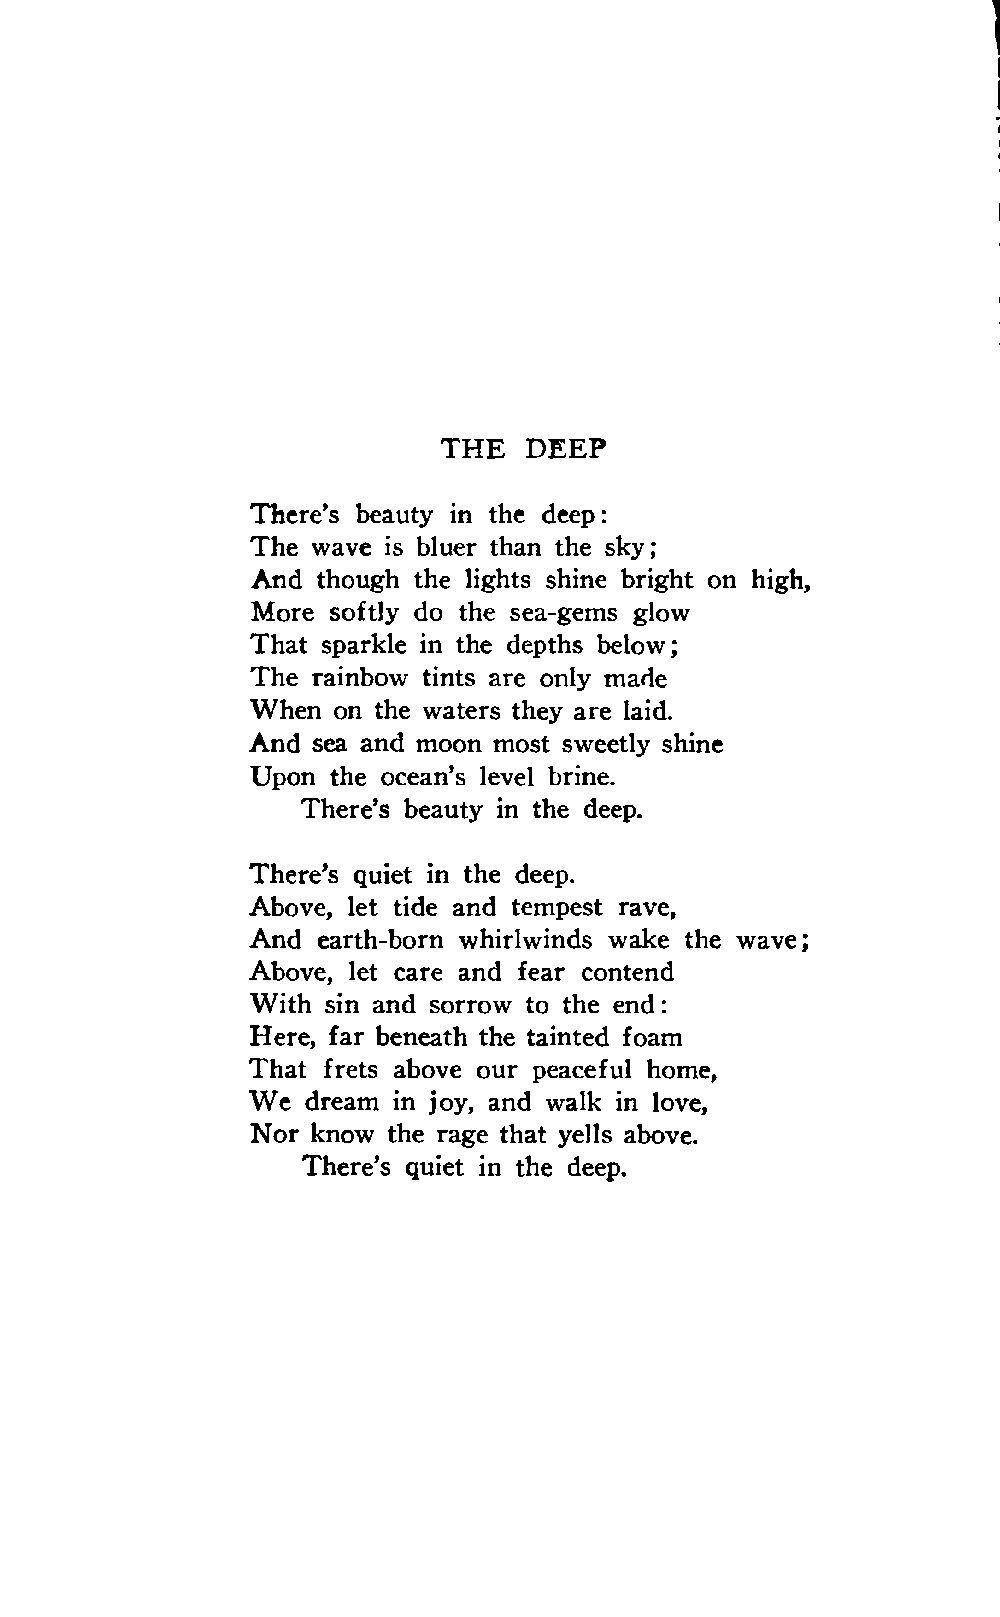 THE DEEP
There's beauty in the deep:
The wave is bluer than the sky;
And though the lights shine bright on high,
More softly do the sea-gems glow
That sparkle in the depths below;
The rainbow tints are only made
When on the waters they are laid.
And sea and moon most sweetly shine
Upon the ocean's level brine.
There's beauty in the deep.
There's quiet in the deep.
Above, let tide and tempest rave,
And earth-born whirlwinds wake the wave;
Above, let care and fear contend
With sin and sorrow to the end:
Here, far beneath the tainted foam
That frets above our peaceful home,
We dream in joy, and walk in love,
Nor know the rage that yells above.
There's quiet in the deep.